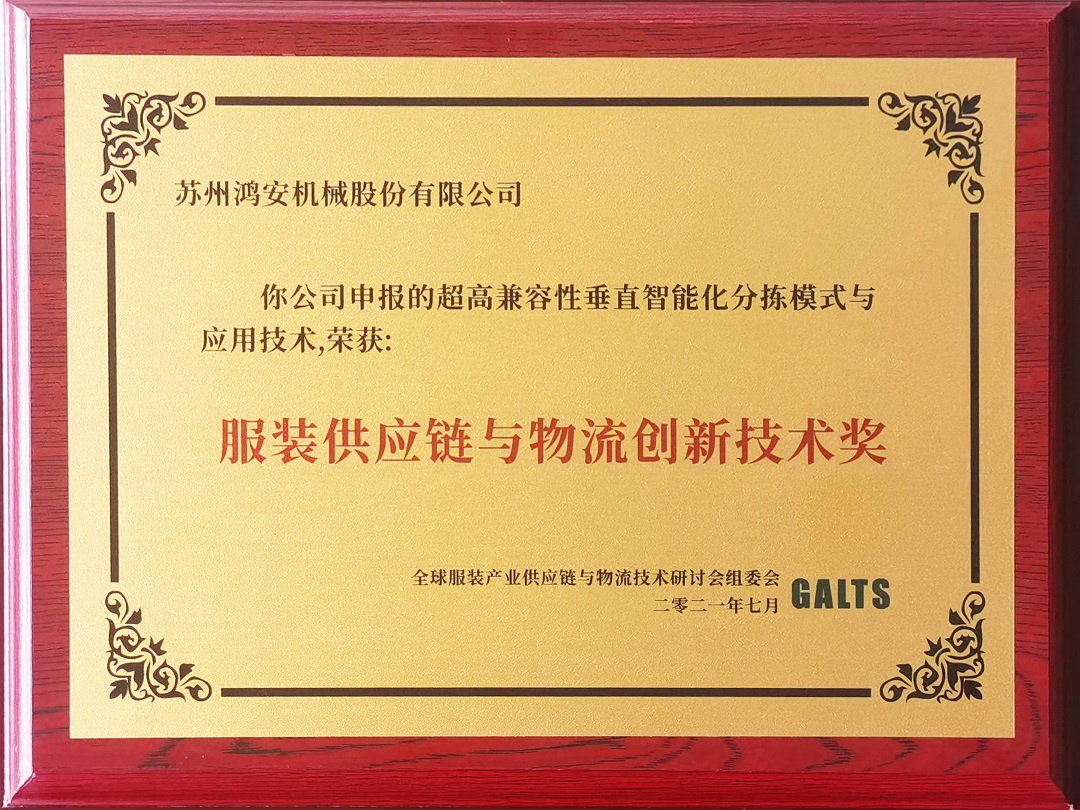 苏州鸿安机械股份有限公司
你公司申报的超高兼容性垂直智能化分拣模式与
应用技术,荣获:
服装供应链与物流创新技术奖
全球服装产业供应链与物流技术研讨会组委会
二零二一年七月
GALTS